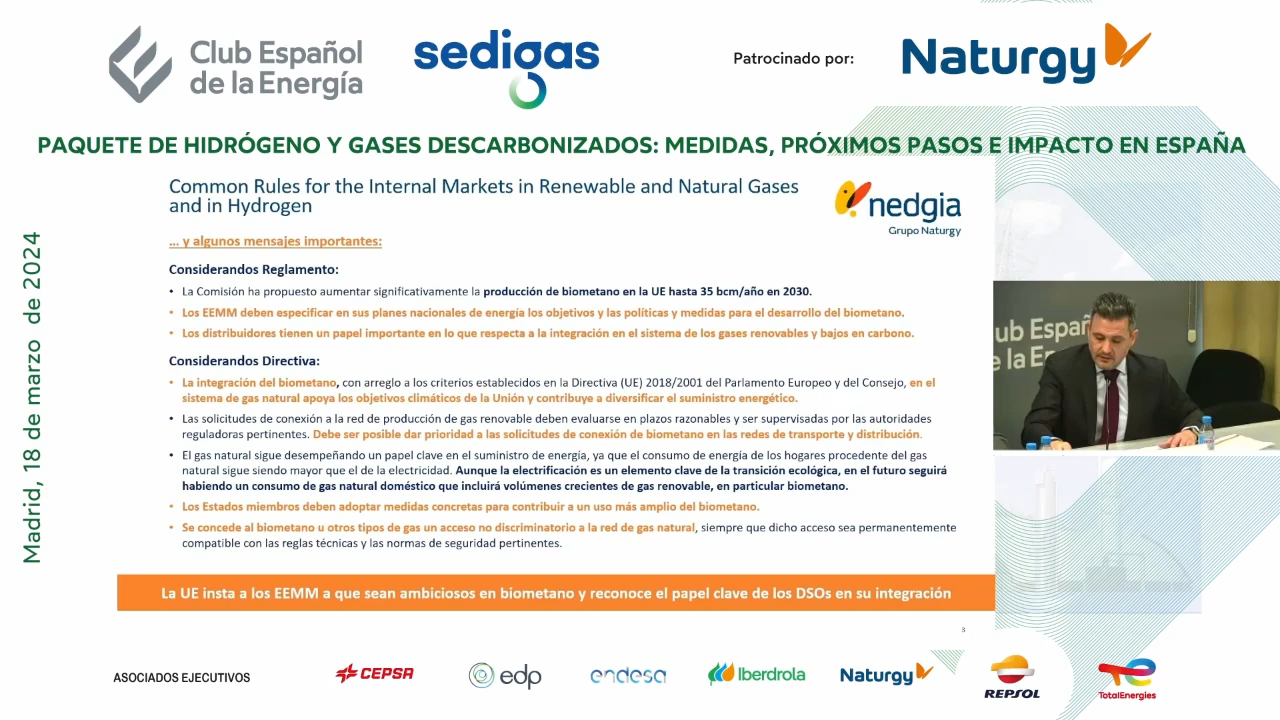 Club Español
de la Energía
sedigas
Patrocinado por:
Naturgy
PAQUETE DE HIDRÓGENO Y GASES DESCARBONIZADOS: MEDIDAS, PRÓXIMOS PASOS E IMPACTO EN ESPAÑA
Madrid, 18 de marzo de 2024
Common Rules for the Internal Markets in Renewable and Natural Gases
and in Hydrogen
nedgia
Grupo Naturgy
... y algunos mensajes importantes:
Considerandos Reglamento:
• La Comisión ha propuesto aumentar significativamente la producción de biometano en la UE hasta 35 bcm/año en 2030.
• Los EEMM deben especificar en sus planes nacionales de energía los objetivos y las políticas y medidas para el desarrollo del biometano.
• Los distribuidores tienen un papel importante en lo que respecta a la integración en el sistema de los gases renovables y bajos en carbono.
Considerandos Directiva:
• La integración del biometano, con arreglo a los criterios establecidos en la Directiva (UE) 2018/2001 del Parlamento Europeo y del Consejo, en el
sistema de gas natural apoya los objetivos climáticos de la Unión y contribuye a diversificar el suministro energético.
• Las solicitudes de conexión a la red de producción de gas renovable deben evaluarse en plazos razonables y ser supervisadas por las autoridades
reguladoras pertinentes. Debe ser posible dar prioridad a las solicitudes de conexión de biometano en las redes de transporte y distribución.
• El gas natural sigue desempeñando un papel clave en el suministro de energía, ya que el consumo de energía de los hogares procedente del gas
natural sigue siendo mayor que el de la electricidad. Aunque la electrificación es un elemento clave de la transición ecológica, en el futuro seguirá
habiendo un consumo de gas natural doméstico que incluirá volúmenes crecientes de gas renovable, en particular biometano.
• Los Estados miembros deben adoptar medidas concretas para contribuir a un uso más amplio del biometano.
• Se concede al biometano u otros tipos de gas un acceso no discriminatorio a la red de gas natural, siempre que dicho acceso sea permanentemente
compatible con las reglas técnicas y las normas de seguridad pertinentes.
La UE insta a los EEMM a que sean ambiciosos en biometano y reconoce el papel clave de los DSOs en su integración
3
lub Españ
e la En
ASOCIADOS EJECUTIVOS
CEPSA
edp
endesa
Iberdrola
Naturgy
REPSOL
TotalEnergies